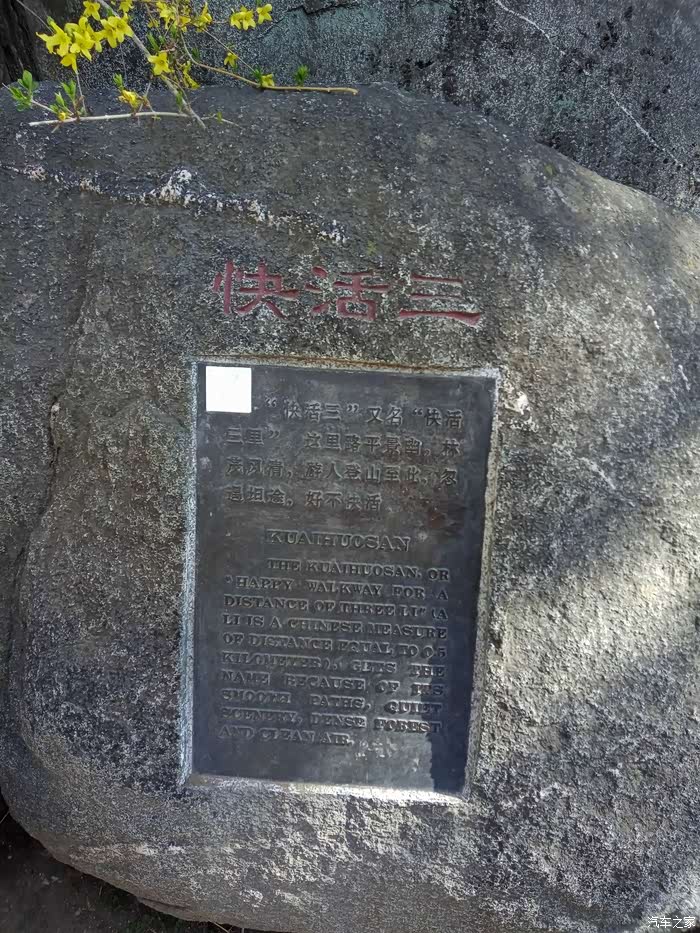 快活三
“快活三”又名“快活
三里”。这里路平景幽，林
茂风清，游人登山至此，忽
遇坦途，好不快活。
KUAIHUOSAN
THE KUAIHUOSAN, OR
"HAPPY WALKWAY FOR A
DISTANCE OF THREE LI" (A
LI IS A CHINESE MEASURE
OF DISTANCE EQUAL TO 0.5
KILOMETER), GETS THE
NAME BECAUSE OF ITS
SMOOTH PATHS, QUIET
SCENERY, DENSE FOREST
AND CLEAN AIR.
汽车之家